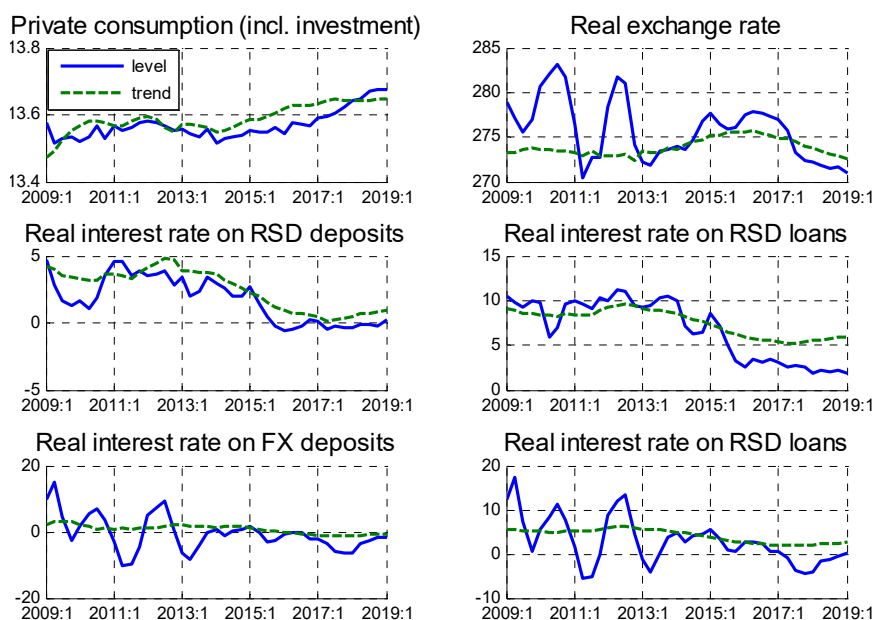 Private consumption (incl. investment)
13.8
13.6
13.4
level
trend
2009:1 2011:1 2013:1 2015:1 2017:1 2019:1
Real exchange rate
285
280
275
270
2009:1 2011:1 2013:1 2015:1 2017:1 2019:1
Real interest rate on RSD deposits
5
0
-5
2009:1 2011:1 2013:1 2015:1 2017:1 2019:1
Real interest rate on RSD loans
15
10
5
0
2009:1 2011:1 2013:1 2015:1 2017:1 2019:1
Real interest rate on FX deposits
20
0
-20
2009:1 2011:1 2013:1 2015:1 2017:1 2019:1
Real interest rate on RSD loans
20
10
0
-10
2009:1 2011:1 2013:1 2015:1 2017:1 2019:1